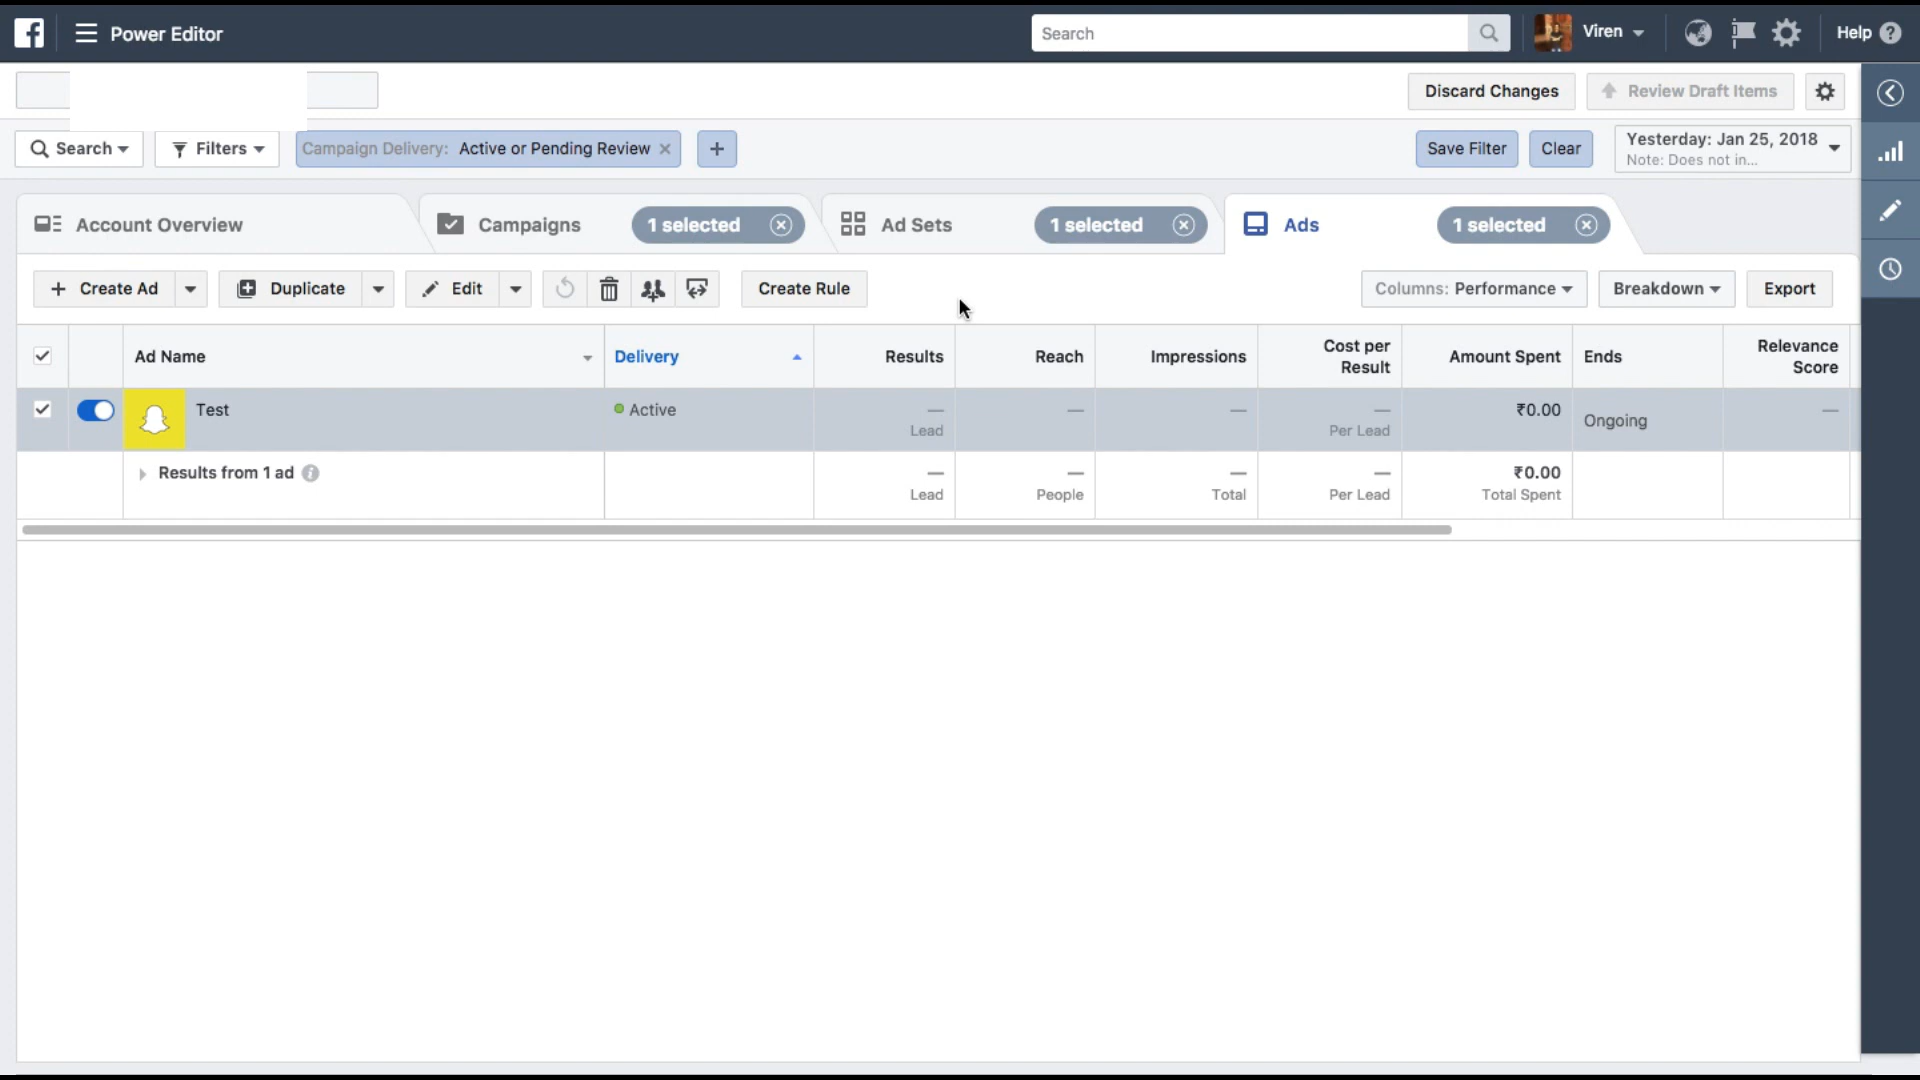 Power Editor
Search
Viren
Help
Discard Changes
Review Draft Items
Search
Filters
Campaign Delivery: Active or Pending Review
Save Filter
Clear
Yesterday: Jan 25, 2018
Note: Does not in...
Account Overview
Campaigns
1 selected
Ad Sets
1 selected
Ads
1 selected
Create Ad
Duplicate
Edit
Create Rule
Columns: Performance
Breakdown
Export
Ad Name
Delivery
Results
Reach
Impressions
Cost per
Result
Amount Spent
Ends
Relevance
Score
Test
Active
—
Lead
—
—
—
Per Lead
₹0.00
Ongoing
—
Results from 1 ad
—
Lead
—
People
—
Total
—
Per Lead
₹0.00
Total Spent